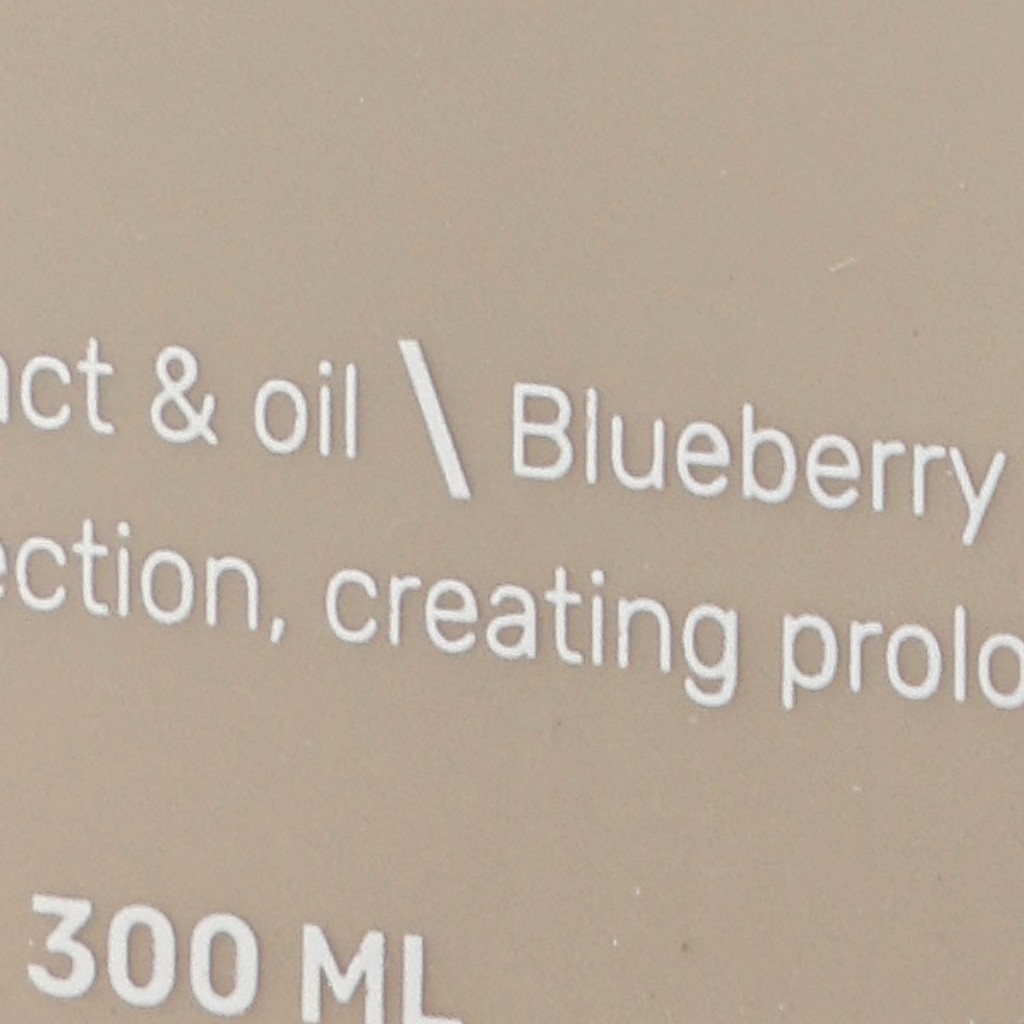 act & oil \ Blueberry
ection, creating prolo
300 ML